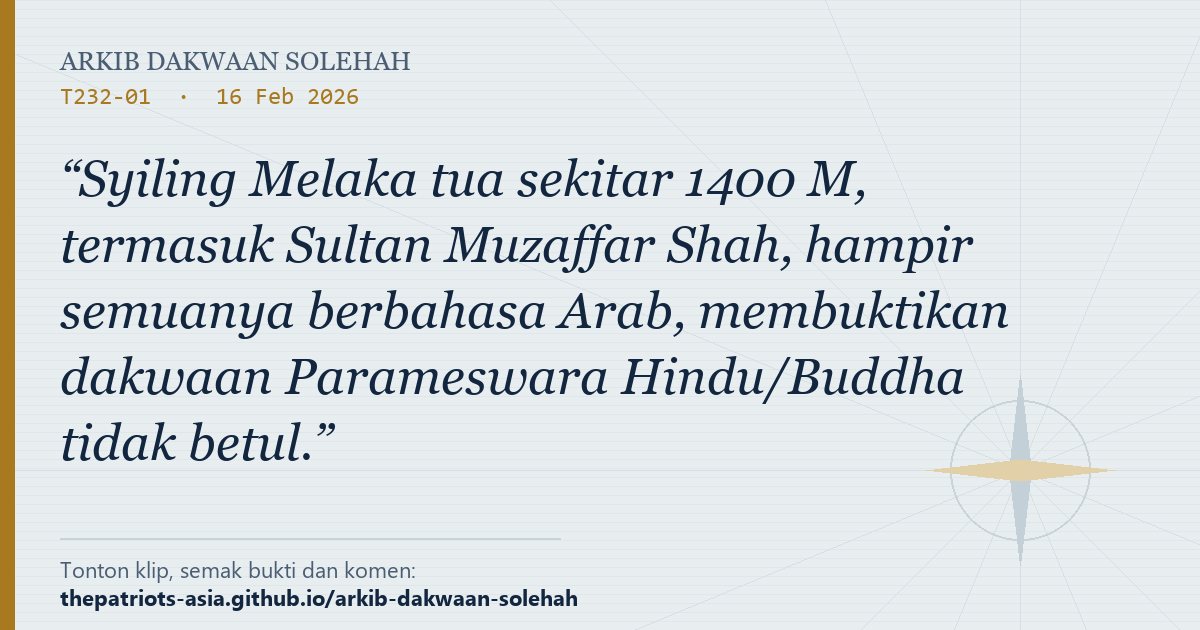 ARKIB DAKWAAN SOLEHAH
T232-01 · 16 Feb 2026
“Syiling Melaka tua sekitar 1400 M,
termasuk Sultan Muzaffar Shah, hampir
semuanya berbahasa Arab, membuktikan
dakwaan Parameswara Hindu/Buddha
tidak betul.”
Tonton klip, semak bukti dan komen:
thepatriots-asia.github.io/arkib-dakwaan-solehah